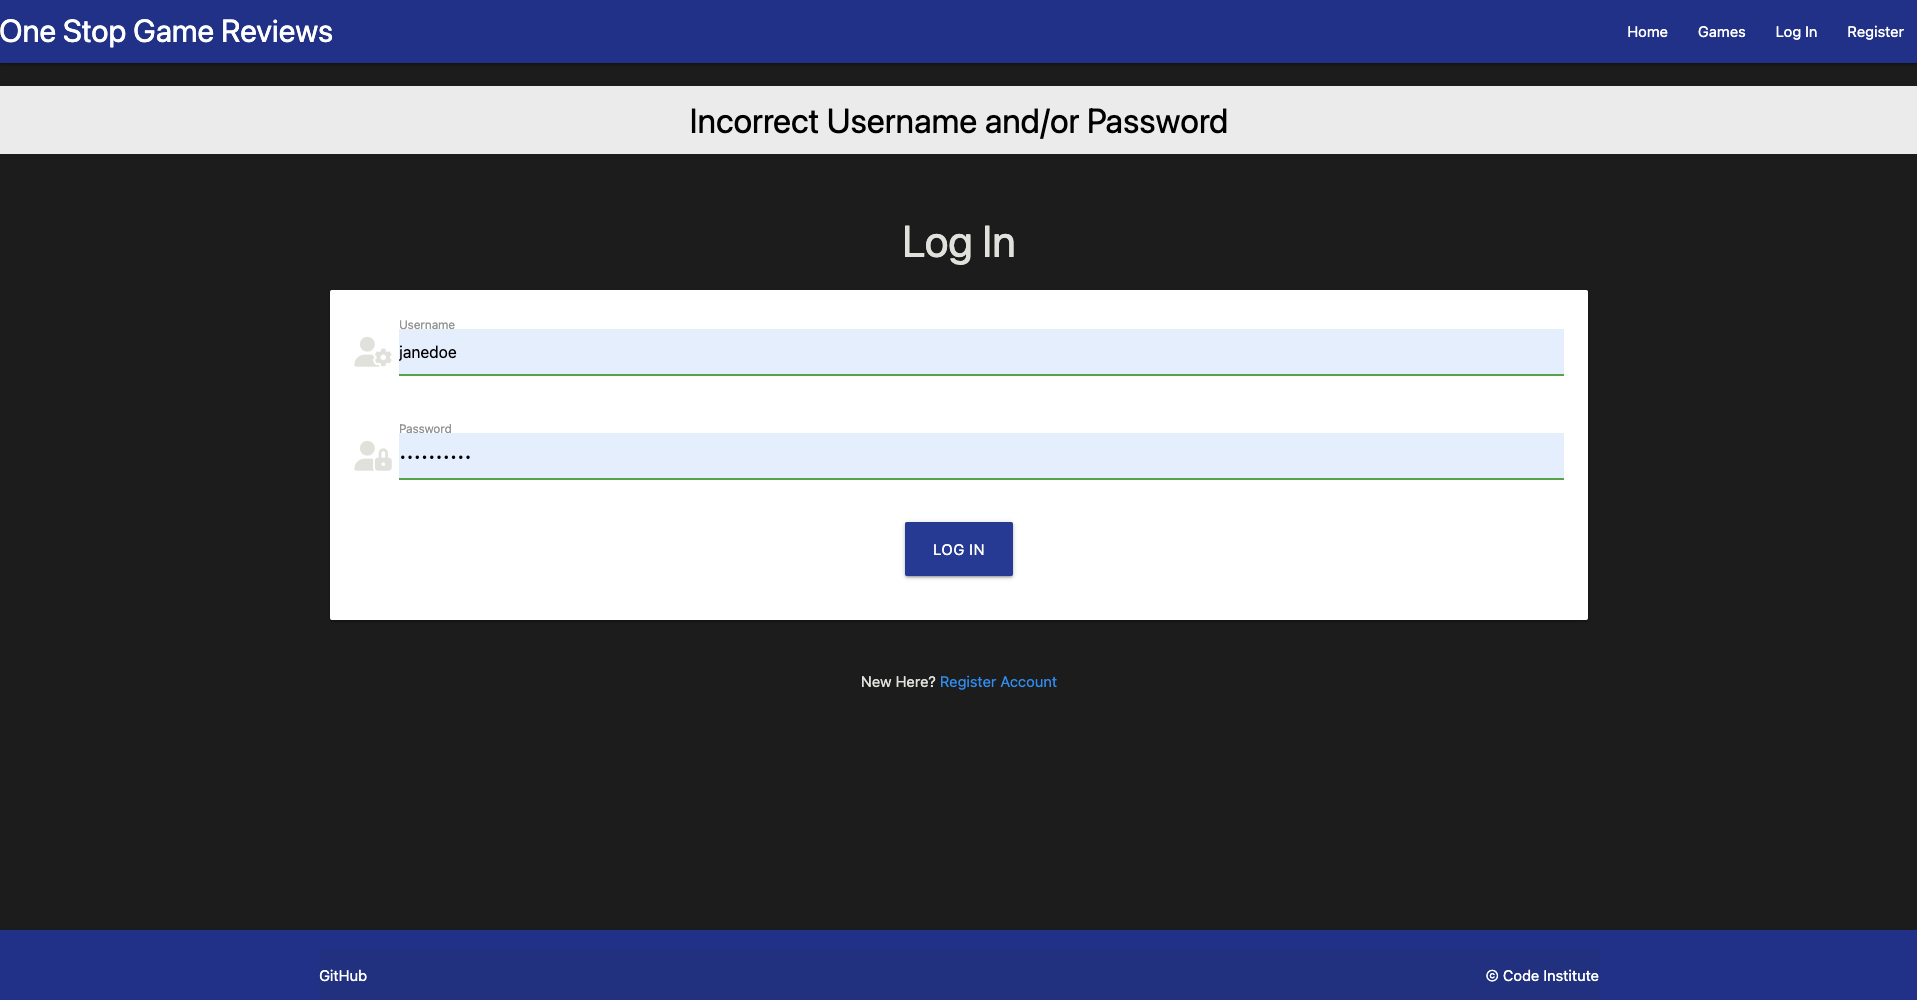 One Stop Game Reviews
Home Games Log In Register
Incorrect Username and/or Password
Log In
Username
janedoe
Password
••••••••••
LOG IN
New Here? Register Account
GitHub
© Code Institute